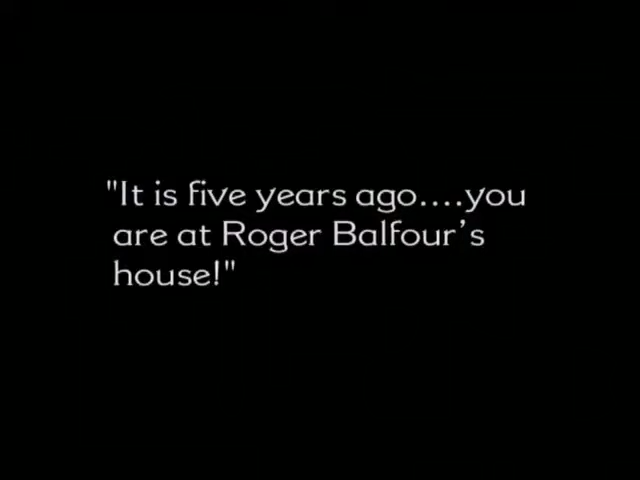 "It is five years ago....you
are at Roger Balfour's
house!"